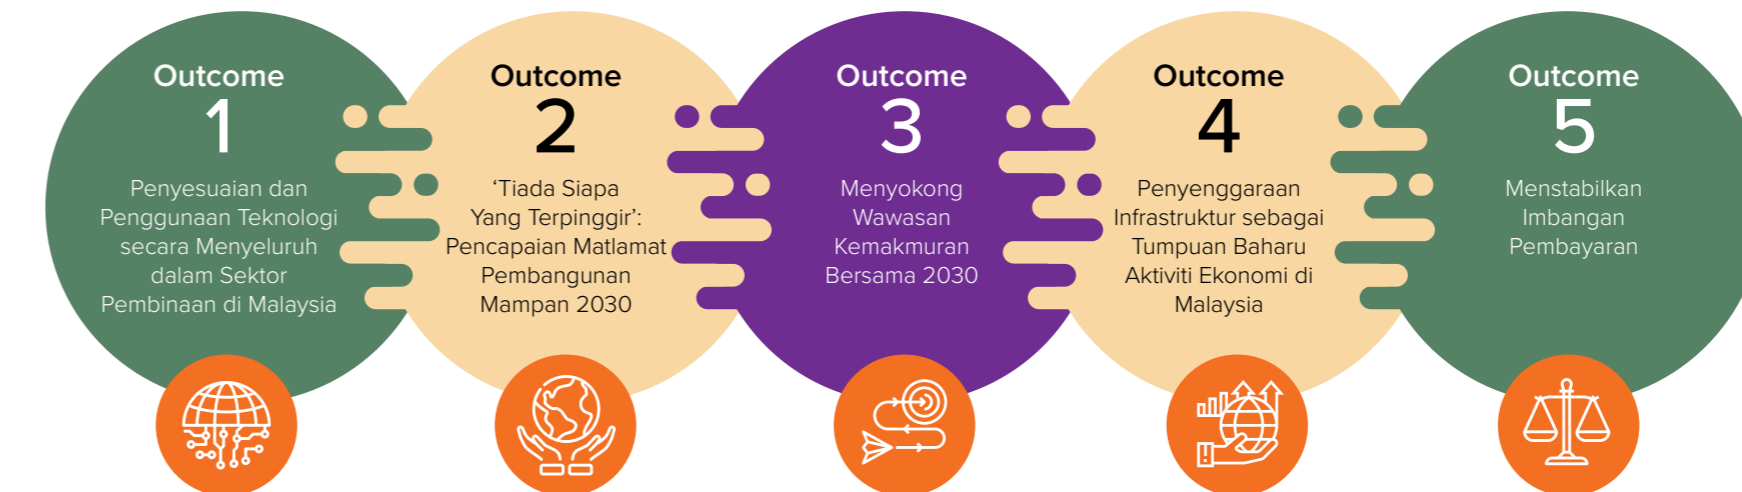 Outcome
1
Penyesuaian dan
Penggunaan Teknologi
secara Menyeluruh
dalam Sektor
Pembinaan di Malaysia
Outcome
2
‘Tiada Siapa
Yang Terpinggir’:
Pencapaian Matlamat
Pembangunan
Mampan 2030
Outcome
3
Menyokong
Wawasan
Kemakmuran
Bersama 2030
Outcome
4
Penyenggaraan
Infrastruktur sebagai
Tumpuan Baharu
Aktiviti Ekonomi di
Malaysia
Outcome
5
Menstabilkan
Imbangan
Pembayaran